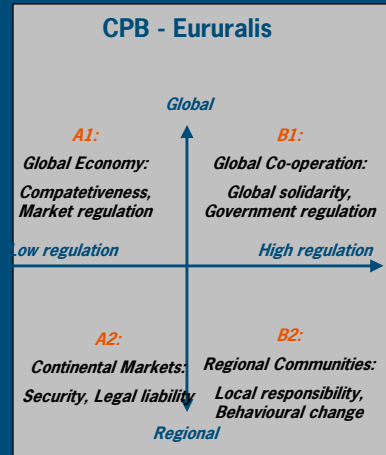 CPB - Eururalis
Global
A1:
Global Economy:
Compatetiveness,
Market regulation
B1:
Global Co-operation:
Global solidarity,
Government regulation
Low regulation
High regulation
A2:
Continental Markets:
Security, Legal liability
B2:
Regional Communities:
Local responsibility,
Behavioural change
Regional